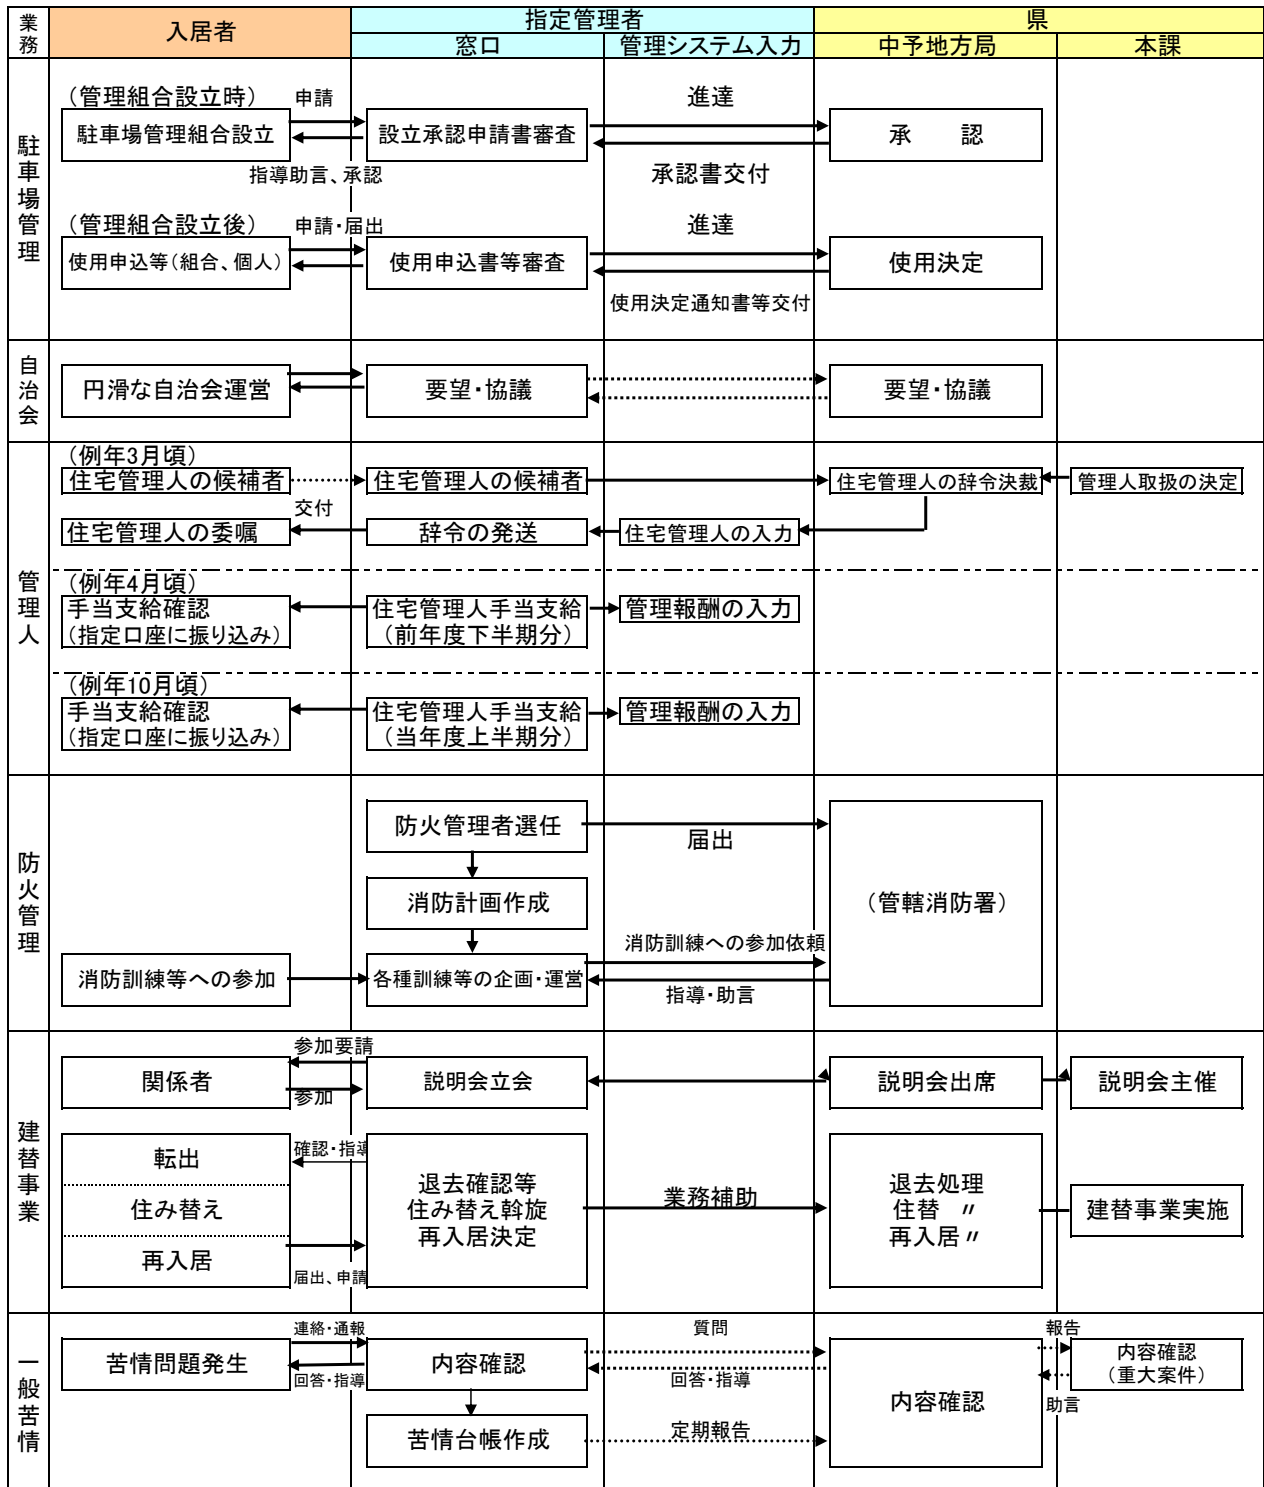 業務
入居者
指定管理者
県
窓口
管理システム入力
中予地方局
本課
駐車場管理
（管理組合設立時）
申請
進達
駐車場管理組合設立
設立承認申請書審査
承　　認
指導助言、承認
承認書交付
（管理組合設立後）
申請・届出
進達
使用申込等（組合、個人）
使用申込書等審査
使用決定
使用決定通知書等交付
自治会
円滑な自治会運営
要望・協議
要望・協議
管理人
（例年3月頃）
住宅管理人の候補者
住宅管理人の候補者
住宅管理人の辞令決裁
管理人取扱の決定
交付
住宅管理人の委嘱
辞令の発送
住宅管理人の入力
（例年4月頃）
手当支給確認
（指定口座に振り込み）
住宅管理人手当支給
（前年度下半期分）
管理報酬の入力
（例年10月頃）
手当支給確認
（指定口座に振り込み）
住宅管理人手当支給
（当年度上半期分）
管理報酬の入力
防火管理
防火管理者選任
届出
消防計画作成
（管轄消防署）
消防訓練への参加依頼
消防訓練等への参加
各種訓練等の企画・運営
指導・助言
建替事業
参加要請
関係者
説明会立会
説明会出席
説明会主催
参加
転出
確認・指導
住み替え
再入居
届出、申請
退去確認等
住み替え斡旋
再入居決定
業務補助
退去処理
住替　〃
再入居〃
建替事業実施
一般苦情
連絡・通報
質問
報告
苦情問題発生
内容確認
内容確認
（重大案件）
回答・指導
回答・指導
内容確認
助言
苦情台帳作成
定期報告